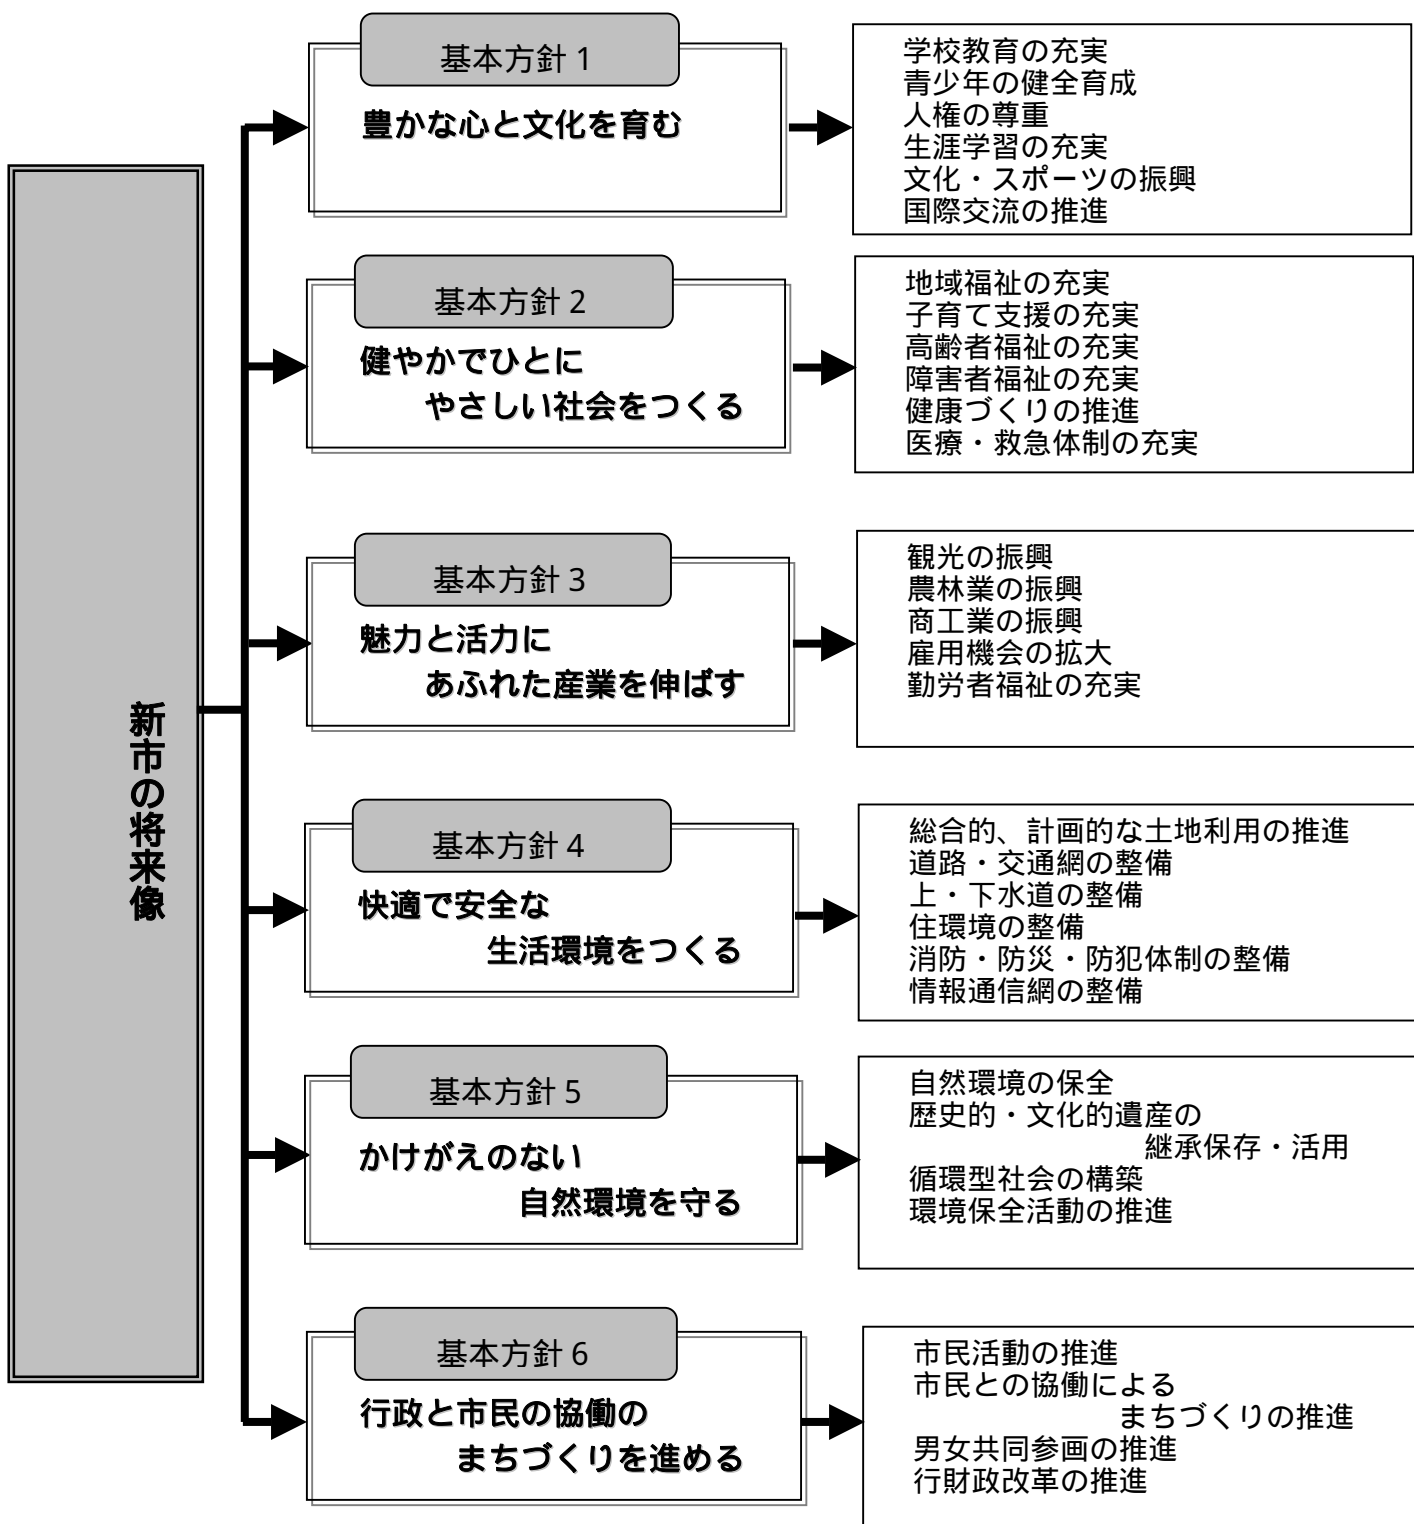 新市の将来像
基本方針 1
豊かな心と文化を育む
学校教育の充実
青少年の健全育成
人権の尊重
生涯学習の充実
文化・スポーツの振興
国際交流の推進
基本方針 2
健やかでひとに
やさしい社会をつくる
地域福祉の充実
子育て支援の充実
高齢者福祉の充実
障害者福祉の充実
健康づくりの推進
医療・救急体制の充実
基本方針 3
魅力と活力に
あふれた産業を伸ばす
観光の振興
農林業の振興
商工業の振興
雇用機会の拡大
勤労者福祉の充実
基本方針 4
快適で安全な
生活環境をつくる
総合的、計画的な土地利用の推進
道路・交通網の整備
上・下水道の整備
住環境の整備
消防・防災・防犯体制の整備
情報通信網の整備
基本方針 5
かけがえのない
自然環境を守る
自然環境の保全
歴史的・文化的遺産の
継承保存・活用
循環型社会の構築
環境保全活動の推進
基本方針 6
行政と市民の協働の
まちづくりを進める
市民活動の推進
市民との協働による
まちづくりの推進
男女共同参画の推進
行財政改革の推進